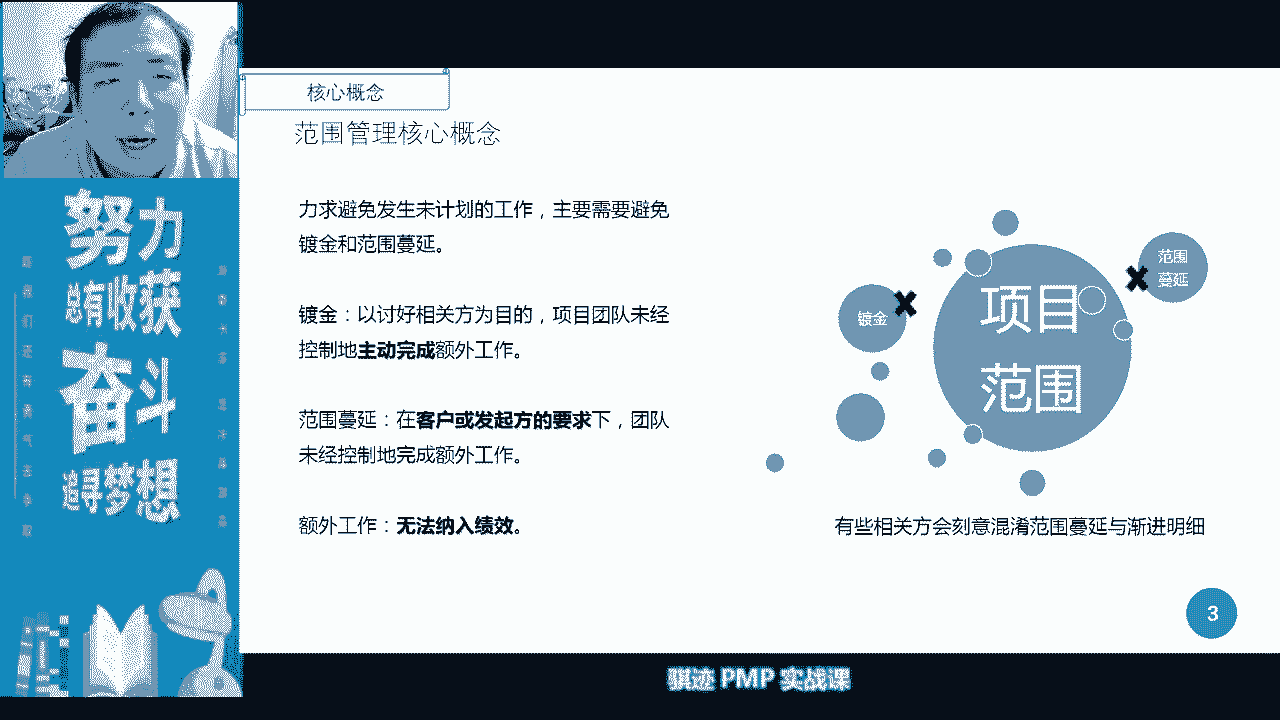 核心概念
范围管理核心概念
力求避免发生未计划的工作，主要需要避免
镀金和范围蔓延。
镀金：以讨好相关方为目的，项目团队未经
控制地主动完成额外工作。
范围蔓延：在客户或发起方的要求下，团队
未经控制地完成额外工作。
额外工作：无法纳入绩效。
范围
蔓延
镀金
项目
范围
有些相关方会刻意混淆范围蔓延与渐进明细
3
努力
总有收获
奋斗
追寻梦想
骐迹 PMP 实战课